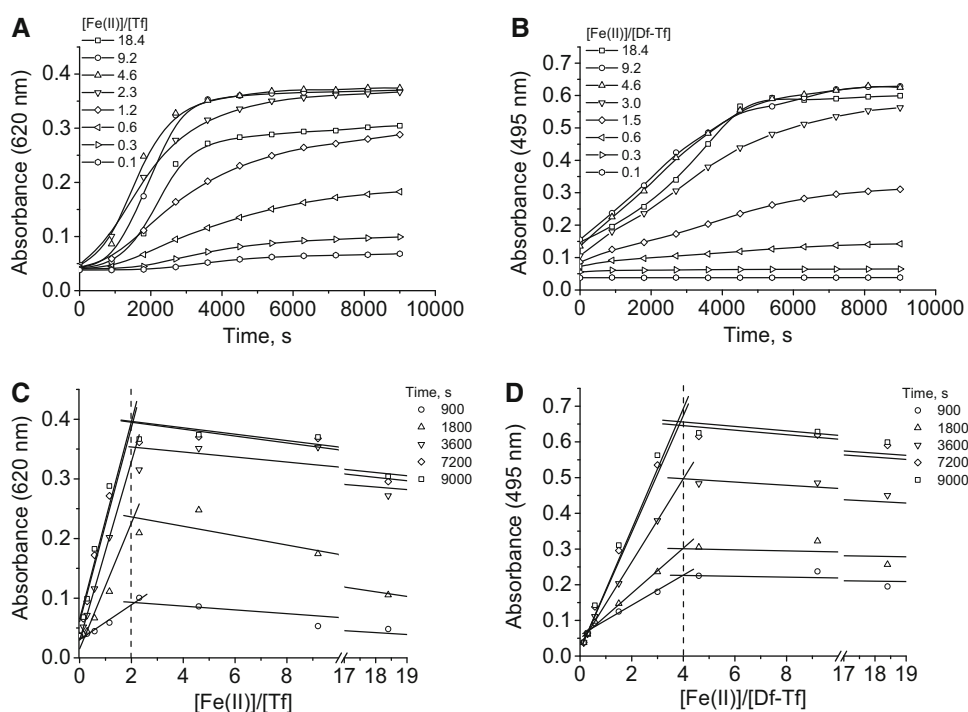 A
[Fe(II)]/[Tf]
18.4
9.2
4.6
2.3
1.2
0.6
0.3
0.1
Absorbance (620 nm)
0.4
0.3
0.2
0.1
0.0
0 2000 4000 6000 8000 10000
Time, s
B
[Fe(II)]/[Df-Tf]
18.4
9.2
4.6
3.0
1.5
0.6
0.3
0.1
Absorbance (495 nm)
0.7
0.6
0.5
0.4
0.3
0.2
0.1
0.0
0 2000 4000 6000 8000 10000
Time, s
C
Time, s
900
1800
3600
7200
9000
Absorbance (620 nm)
0.4
0.3
0.2
0.1
0.0
0 2 4 6 8 17 18 19
[Fe(II)]/[Tf]
D
Time, s
900
1800
3600
7200
9000
Absorbance (495 nm)
0.7
0.6
0.5
0.4
0.3
0.2
0.1
0.0
0 2 4 6 8 17 18 19
[Fe(II)]/[Df-Tf]